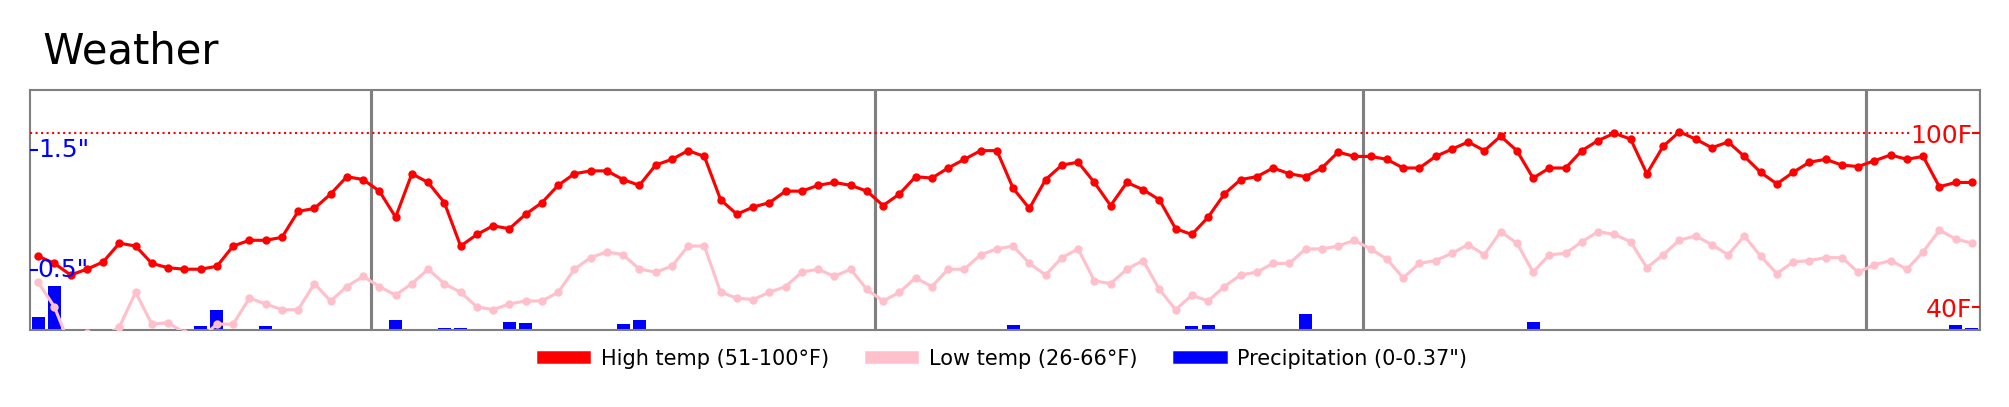 Weather
1.5"
100F
0.5"
40F
High temp (51-100°F) Low temp (26-66°F) Precipitation (0-0.37")